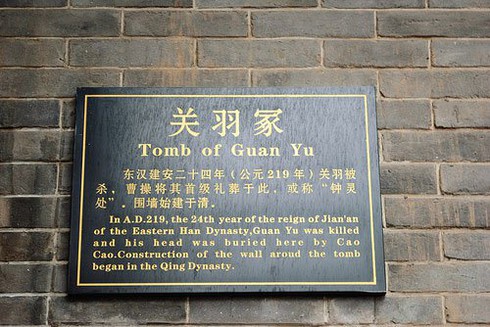 关羽冢
Tomb of Guan Yu
东汉建安二十四年（公元219年）关羽被
杀，曹操将其首级礼葬于此，或称“钟灵
处”。围墙始建于清。
In A.D.219, the 24th year of the reign of Jian'an
of the Eastern Han Dynasty,Guan Yu was killed
and his head was buried here by Cao
Cao.Construction of the wall aroud the tomb
began in the Qing Dynasty.